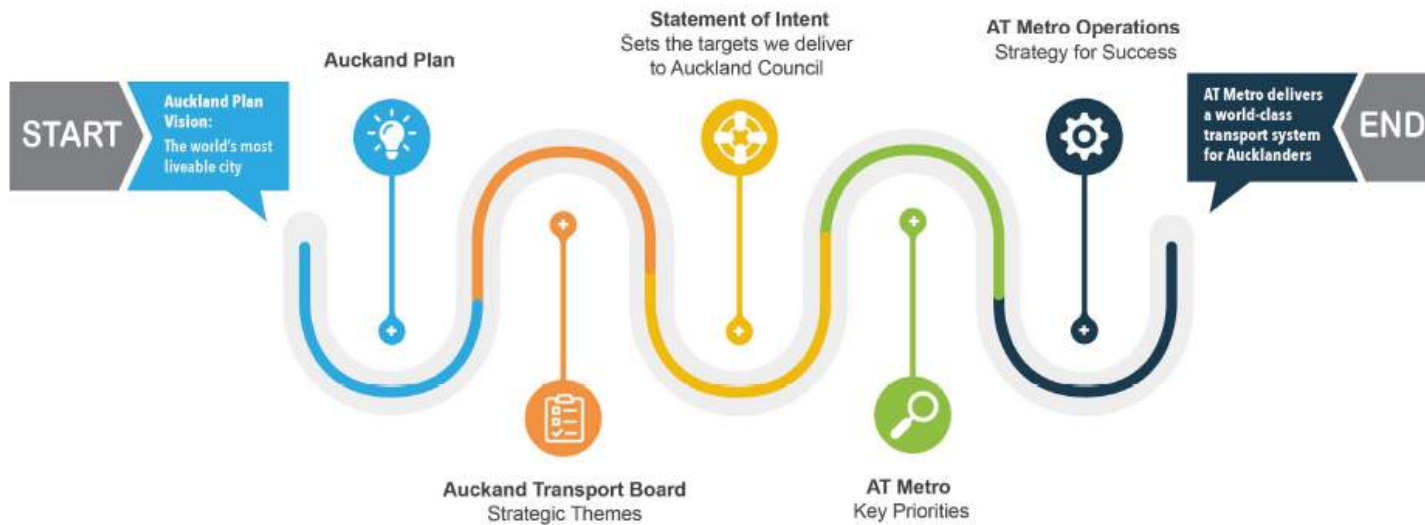 START
Auckland Plan
Vision:
The world's most
liveable city
Auckand Plan
Statement of Intent
Sets the targets we deliver
to Auckland Council
AT Metro Operations
Strategy for Success
AT Metro delivers
a world-class
transport system
for Aucklanders
END
Auckand Transport Board
Strategic Themes
AT Metro
Key Priorities